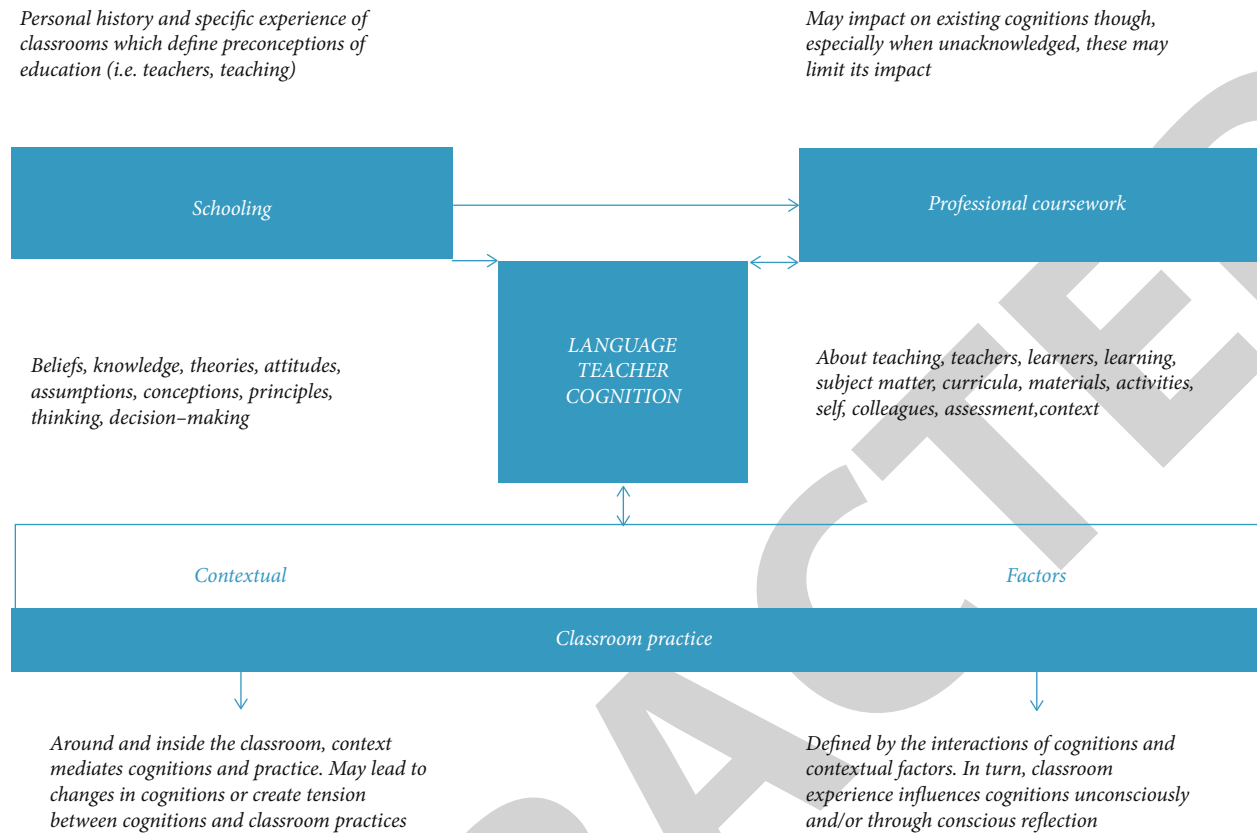 Personal history and specific experience of
classrooms which define preconceptions of
education (i.e. teachers, teaching)
May impact on existing cognitions though,
especially when unacknowledged, these may
limit its impact
Schooling
Professional coursework
LANGUAGE
TEACHER
COGNITION
Beliefs, knowledge, theories, attitudes,
assumptions, conceptions, principles,
thinking, decision–making
About teaching, teachers, learners, learning,
subject matter, curricula, materials, activities,
self, colleagues, assessment,context
Contextual
Factors
Classroom practice
Around and inside the classroom, context
mediates cognitions and practice. May lead to
changes in cognitions or create tension
between cognitions and classroom practices
Defined by the interactions of cognitions and
contextual factors. In turn, classroom
experience influences cognitions unconsciously
and/or through conscious reflection